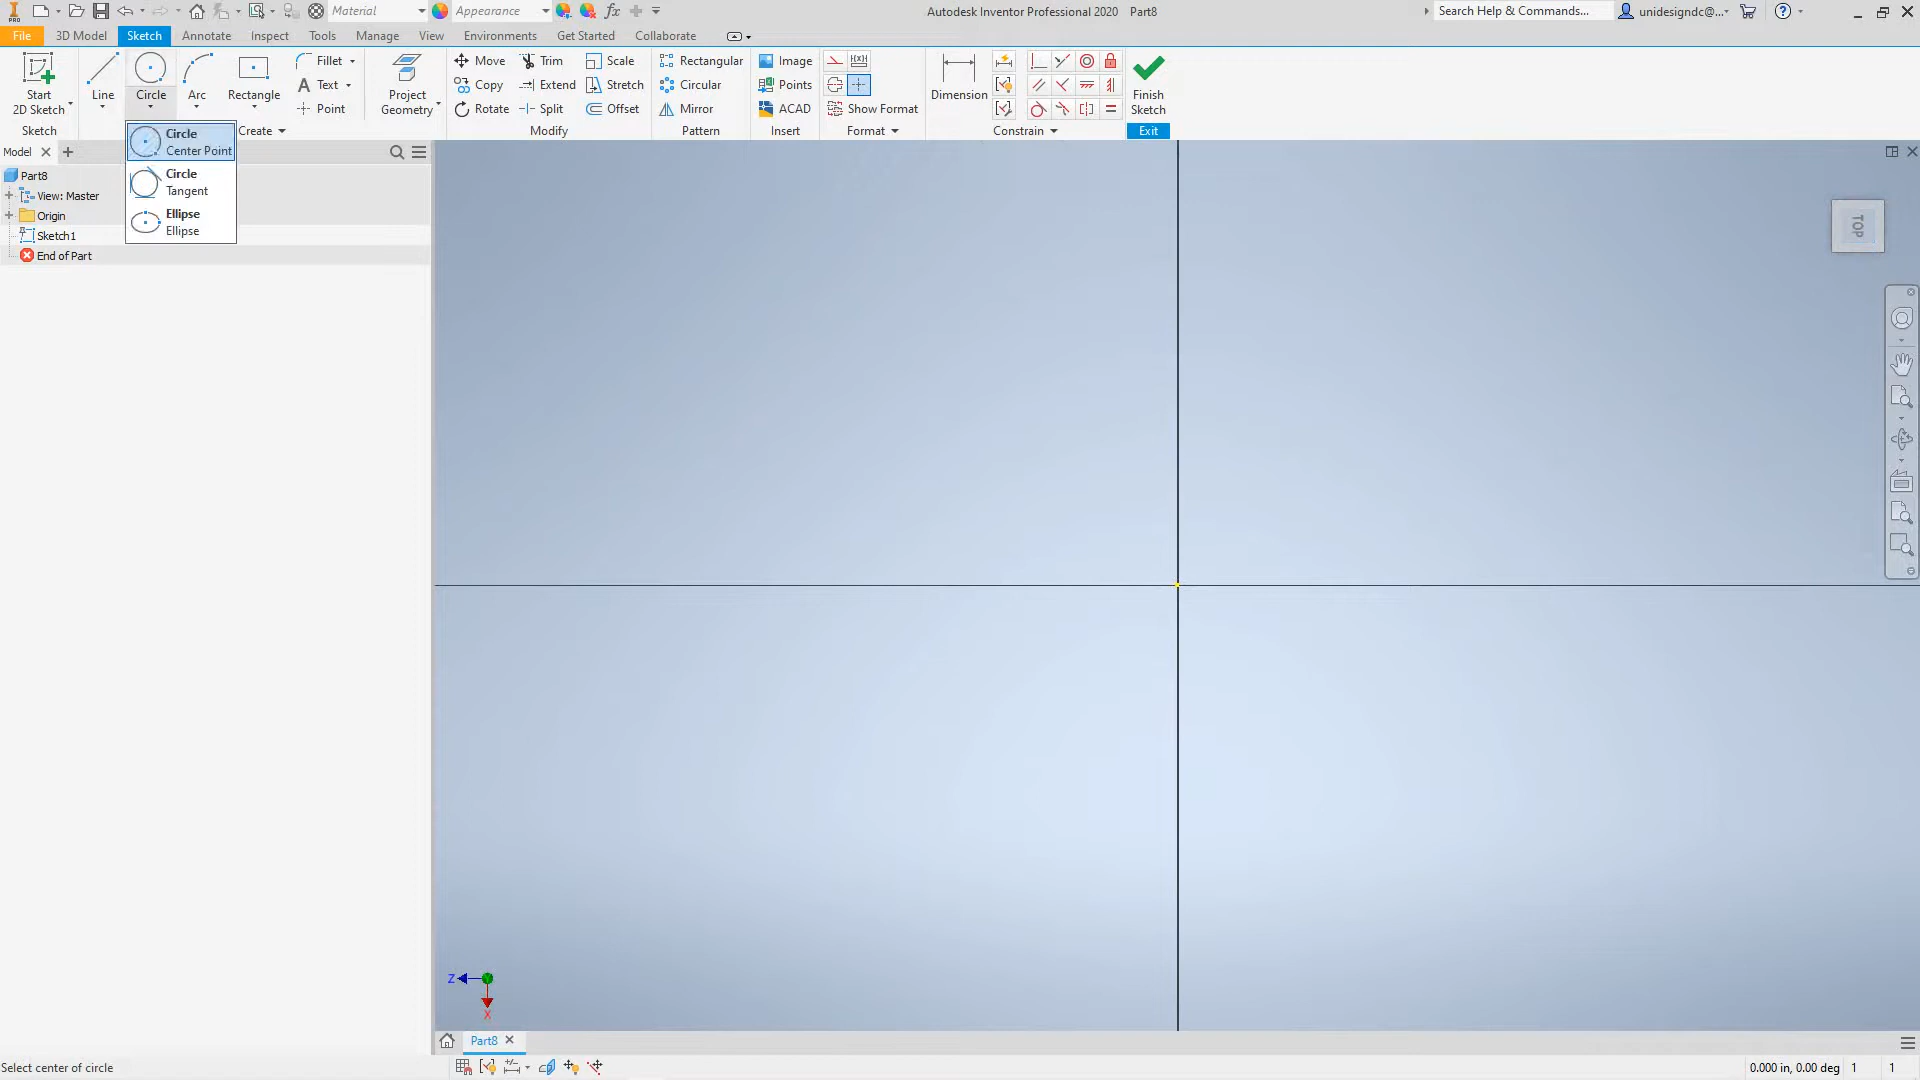 PRO
Material
Appearance
fx
Autodesk Inventor Professional 2020 Part8
Search Help & Commands...
unidesigndc@...
File 3D Model Sketch Annotate Inspect Tools Manage View Environments Get Started Collaborate
Start
2D Sketch
Line
Circle
Arc
Rectangle
Fillet
Text
Point
Project
Geometry
Move
Copy
Rotate
Trim
Extend
Split
Scale
Stretch
Offset
Rectangular
Circular
Mirror
Image
Points
ACAD
Show Format
Dimension
Finish
Sketch
Sketch Create Modify Pattern Insert Format Constrain Exit
Circle
Center Point
Circle
Tangent
Ellipse
Ellipse
Model
Part8
View: Master
Origin
Sketch1
End of Part
TOP
Z
X
Part8
Select center of circle
0.000 in, 0.00 deg 1 1